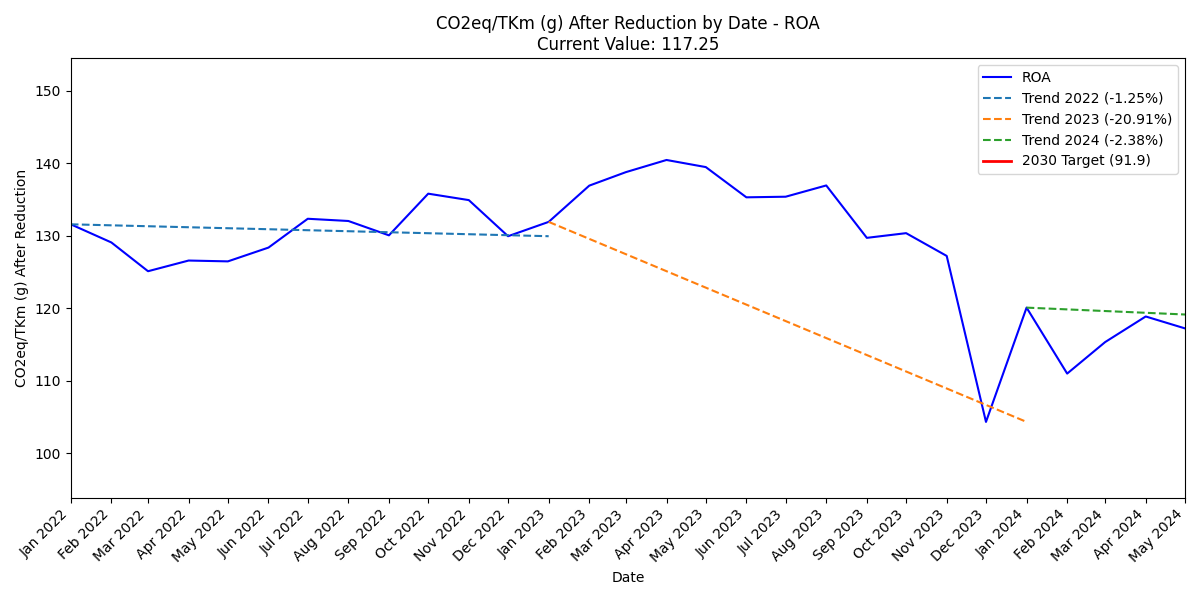 CO2eq/TKm (g) After Reduction by Date - ROA
Current Value: 117.25
CO2eq/TKm (g) After Reduction
150
140
130
120
110
100
ROA
Trend 2022 (-1.25%)
Trend 2023 (-20.91%)
Trend 2024 (-2.38%)
2030 Target (91.9)
Jan 2022
Feb 2022
Mar 2022
Apr 2022
May 2022
Jun 2022
Jul 2022
Aug 2022
Sep 2022
Oct 2022
Nov 2022
Dec 2022
Jan 2023
Feb 2023
Mar 2023
Apr 2023
May 2023
Jun 2023
Jul 2023
Aug 2023
Sep 2023
Oct 2023
Nov 2023
Dec 2023
Jan 2024
Feb 2024
Mar 2024
Apr 2024
May 2024
Date